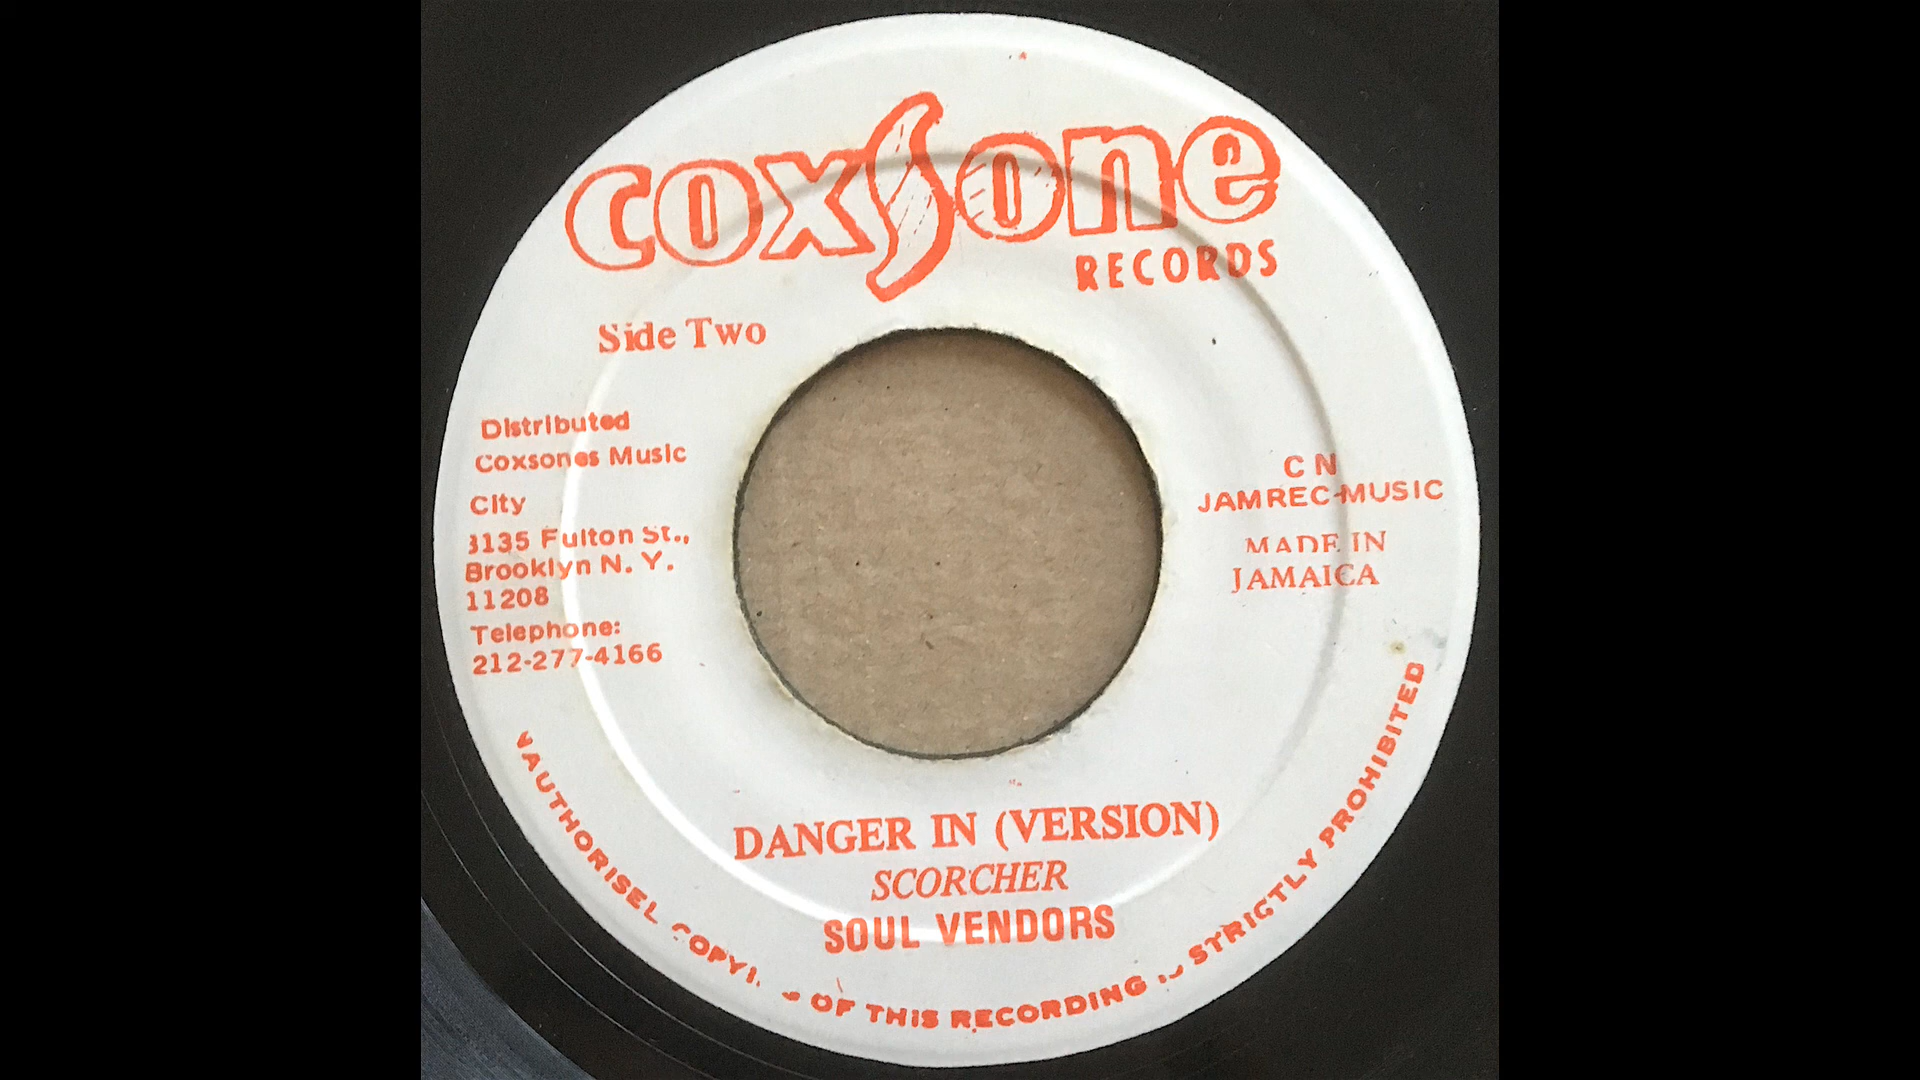 coxsone
RECORDS
Side Two
Distributed
Coxsones Music
City
3135 Fulton St.,
Brooklyn N. Y.
11208
Telephone:
212-277-4166
C N
JAMREC-MUSIC
MADE IN
JAMAICA
DANGER IN (VERSION)
SCORCHER
SOUL VENDORS
OF THIS RECORDING STRICTLY PROHIBITED